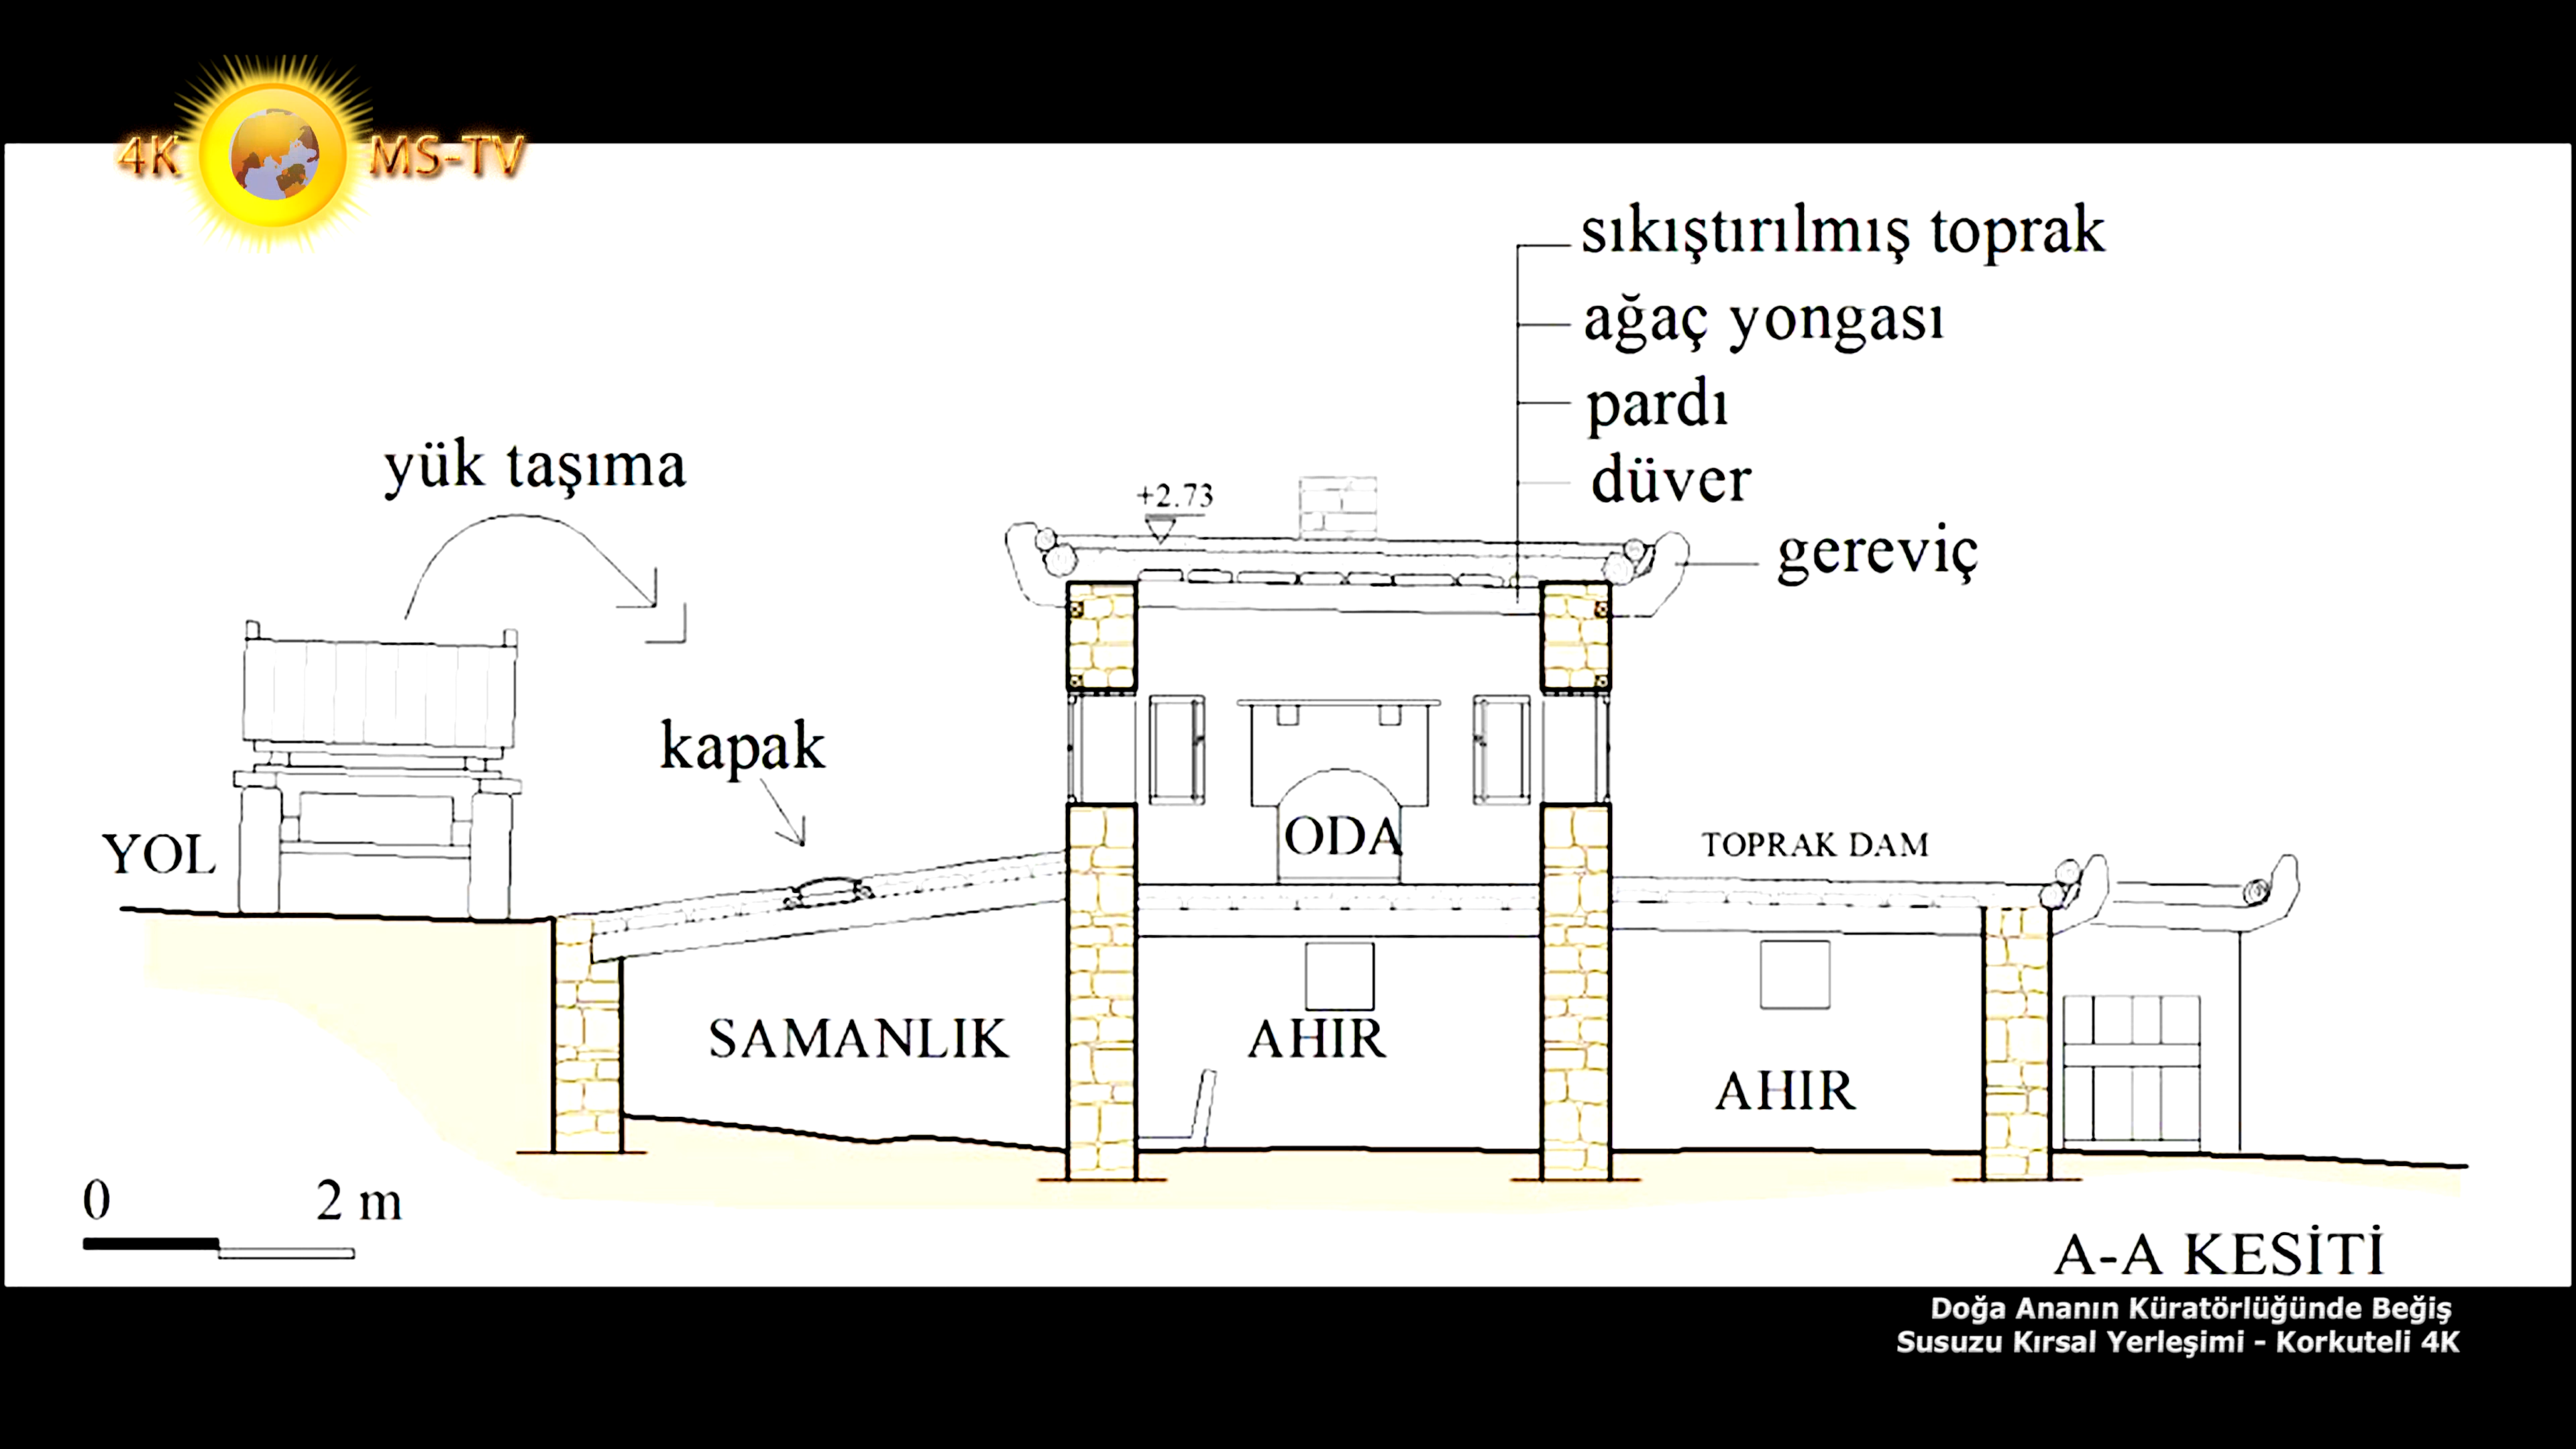 4K MS-TV
sıkıştırılmış toprak
ağaç yongası
pardı
düver
gereviç
yük taşıma
+2.73
kapak
YOL
ODA
TOPRAK DAM
SAMANLIK
AHIR
AHIR
0 2 m
A-A KESİTİ
Doğa Ananın Küratörlüğünde Beğiş
Susuzu Kırsal Yerleşimi - Korkuteli 4K